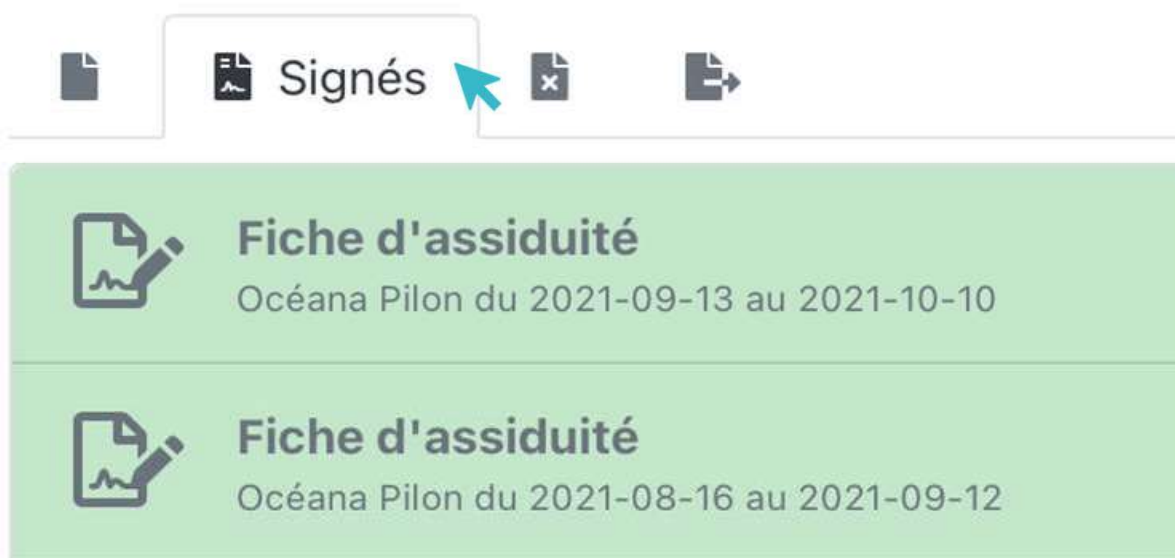 Signés
Fiche d'assiduité
Océana Pilon du 2021-09-13 au 2021-10-10
Fiche d'assiduité
Océana Pilon du 2021-08-16 au 2021-09-12